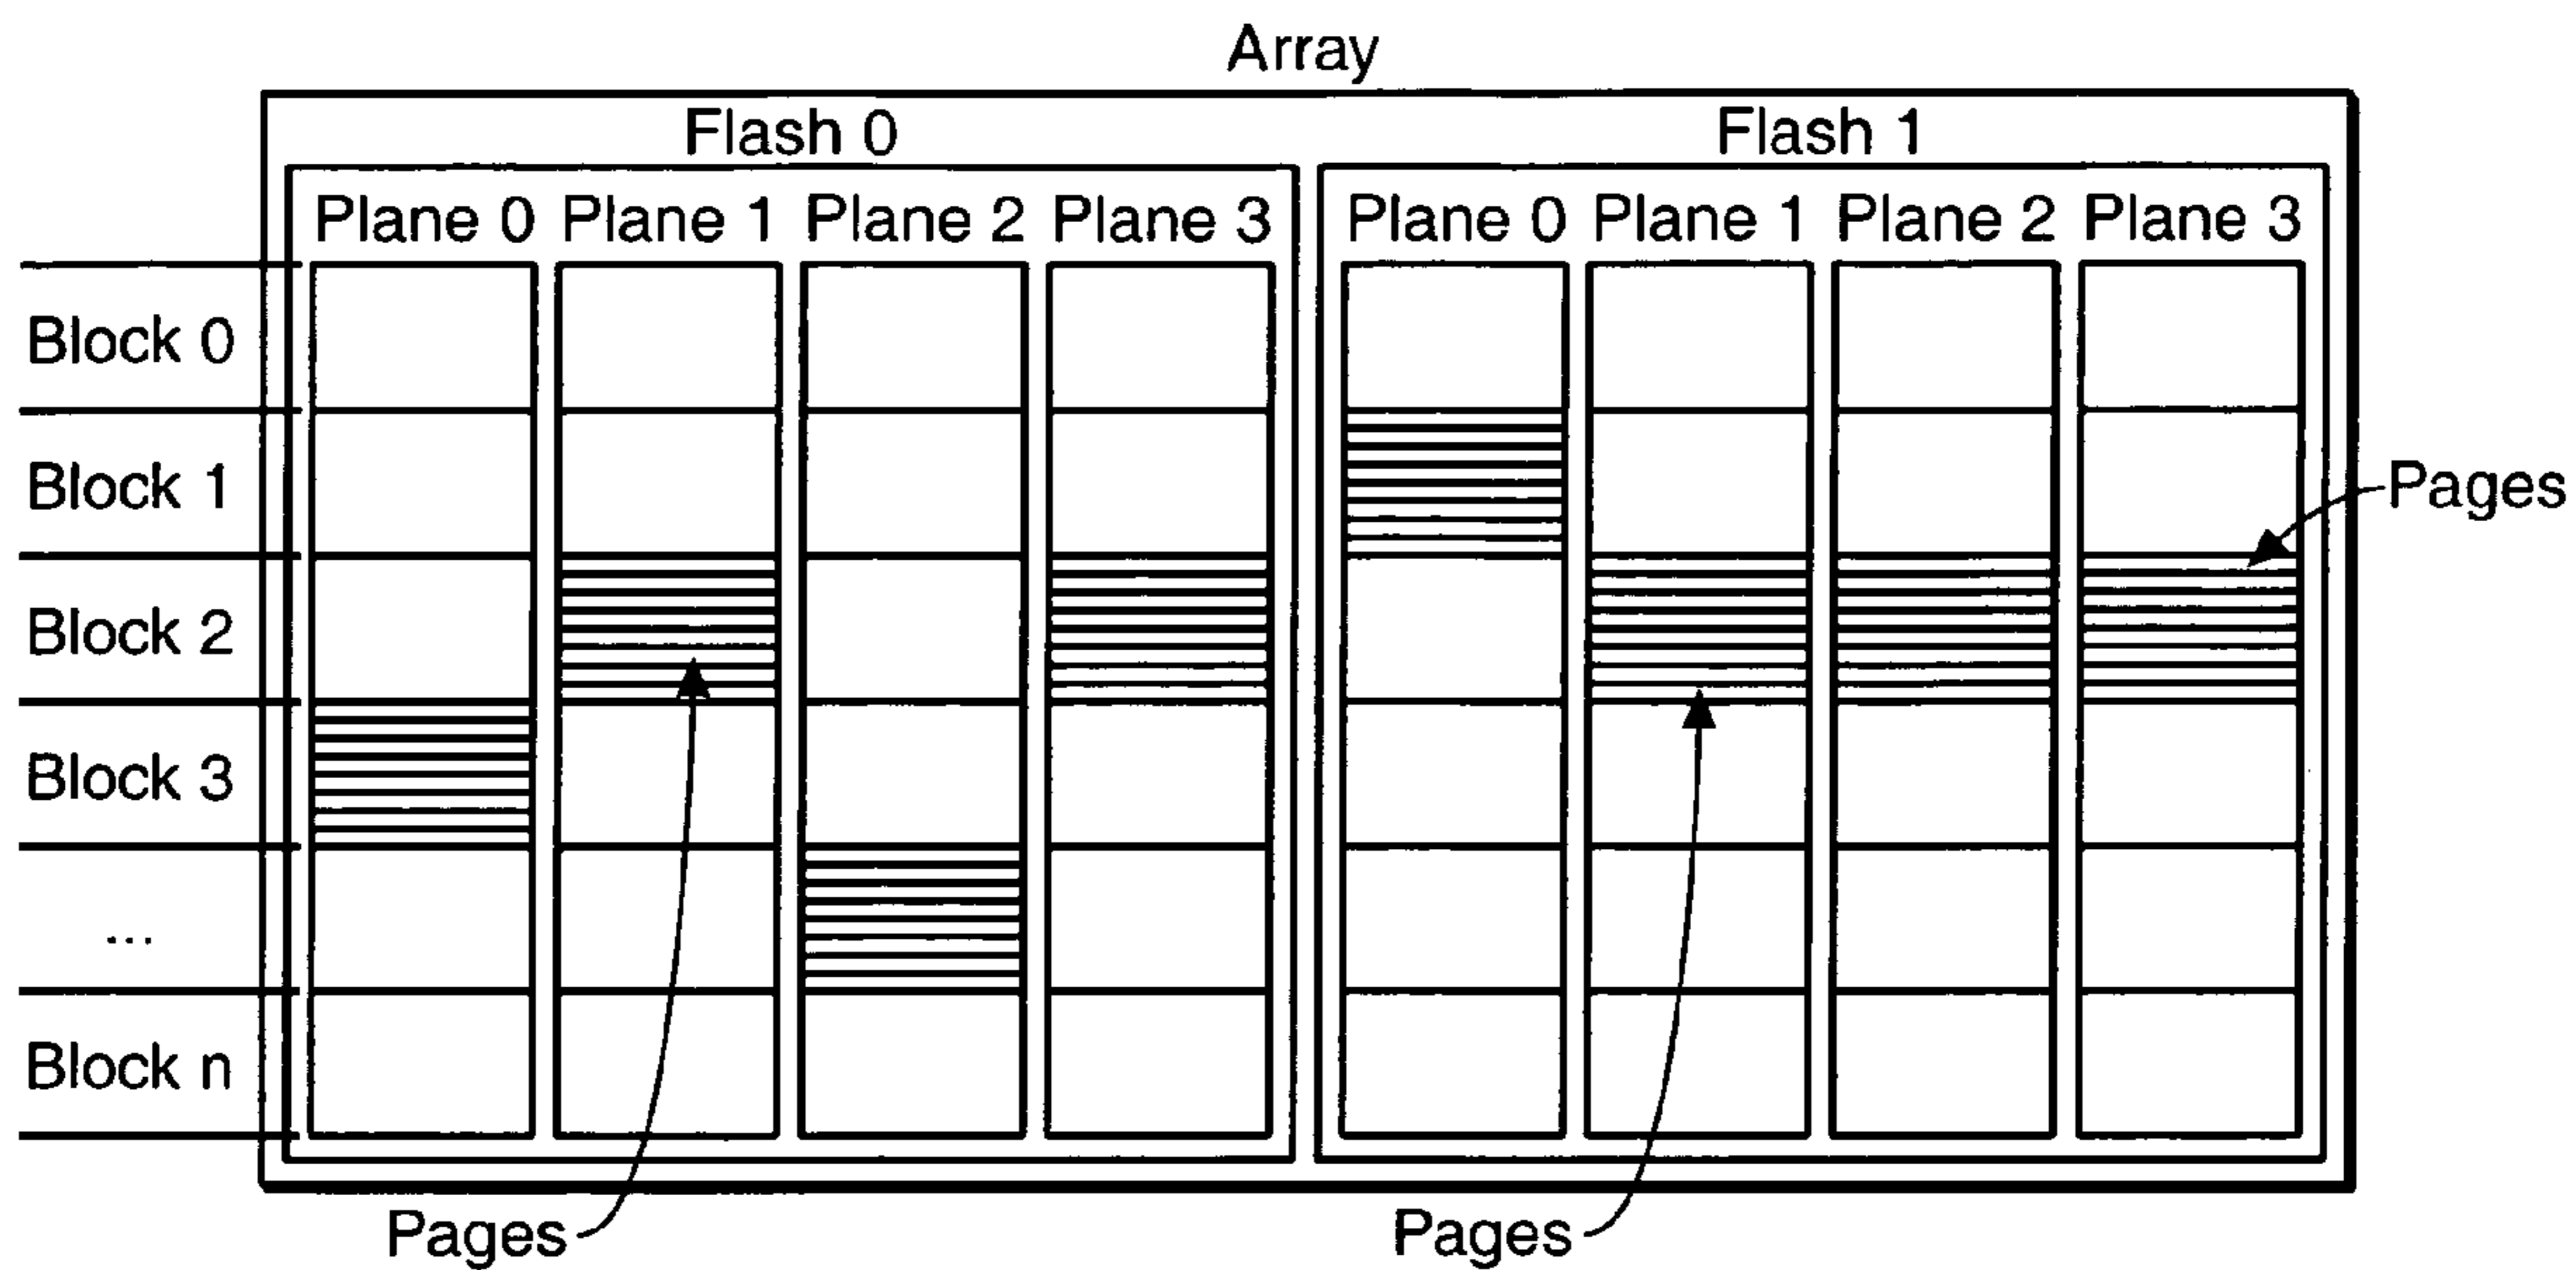 Array
Flash 0 Flash 1
Plane 0 Plane 1 Plane 2 Plane 3 Plane 0 Plane 1 Plane 2 Plane 3
Block 0
Block 1
Pages
Block 2
Block 3
...
Block n
Pages Pages